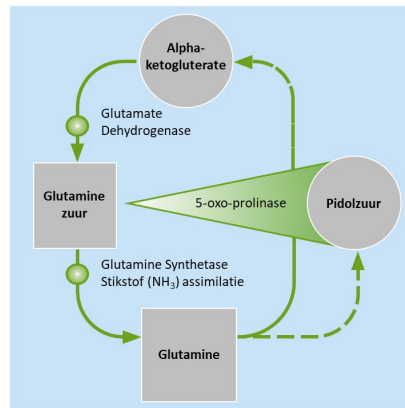 Alpha-
ketogluterate
Glutamate
Dehydrogenase
Glutamine
zuur
5-oxo-prolinase
Pidolzuur
Glutamine Synthetase
Stikstof (NH₃) assimilatie
Glutamine